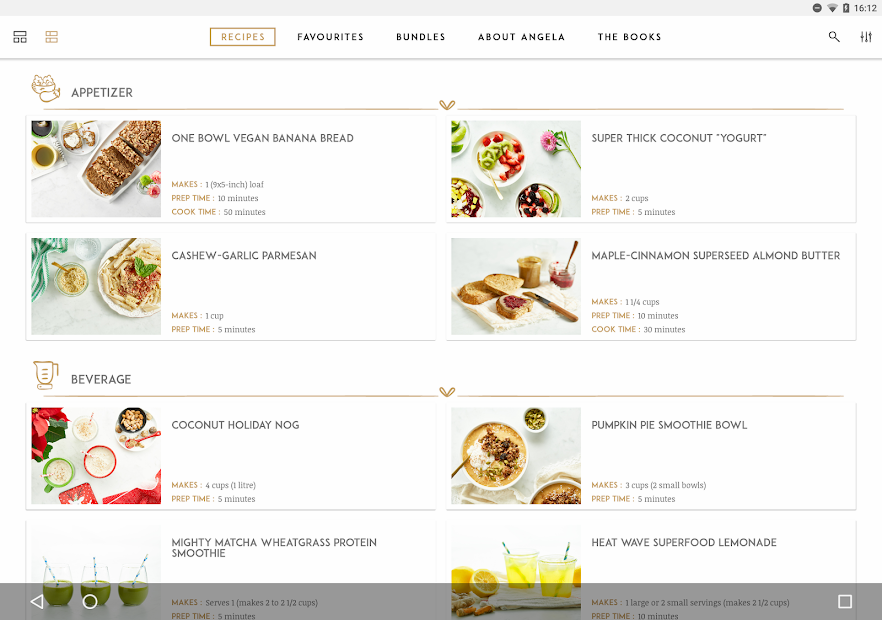 16:12
RECIPES FAVOURITES BUNDLES ABOUT ANGELA THE BOOKS
APPETIZER
ONE BOWL VEGAN BANANA BREAD
MAKES : 1 (9x5-inch) loaf
PREP TIME : 10 minutes
COOK TIME : 50 minutes
SUPER THICK COCONUT "YOGURT"
MAKES : 2 cups
PREP TIME : 5 minutes
CASHEW-GARLIC PARMESAN
MAKES : 1 cup
PREP TIME : 5 minutes
MAPLE-CINNAMON SUPERSEED ALMOND BUTTER
MAKES : 1 1/4 cups
PREP TIME : 10 minutes
COOK TIME : 30 minutes
BEVERAGE
COCONUT HOLIDAY NOG
MAKES : 4 cups (1 litre)
PREP TIME : 5 minutes
PUMPKIN PIE SMOOTHIE BOWL
MAKES : 3 cups (2 small bowls)
PREP TIME : 5 minutes
MIGHTY MATCHA WHEATGRASS PROTEIN
SMOOTHIE
MAKES : Serves 1 (makes 2 to 2 1/2 cups)
PREP TIME : 5 minutes
HEAT WAVE SUPERFOOD LEMONADE
MAKES : 1 large or 2 small servings (makes 2 1/2 cups)
PREP TIME : 10 minutes